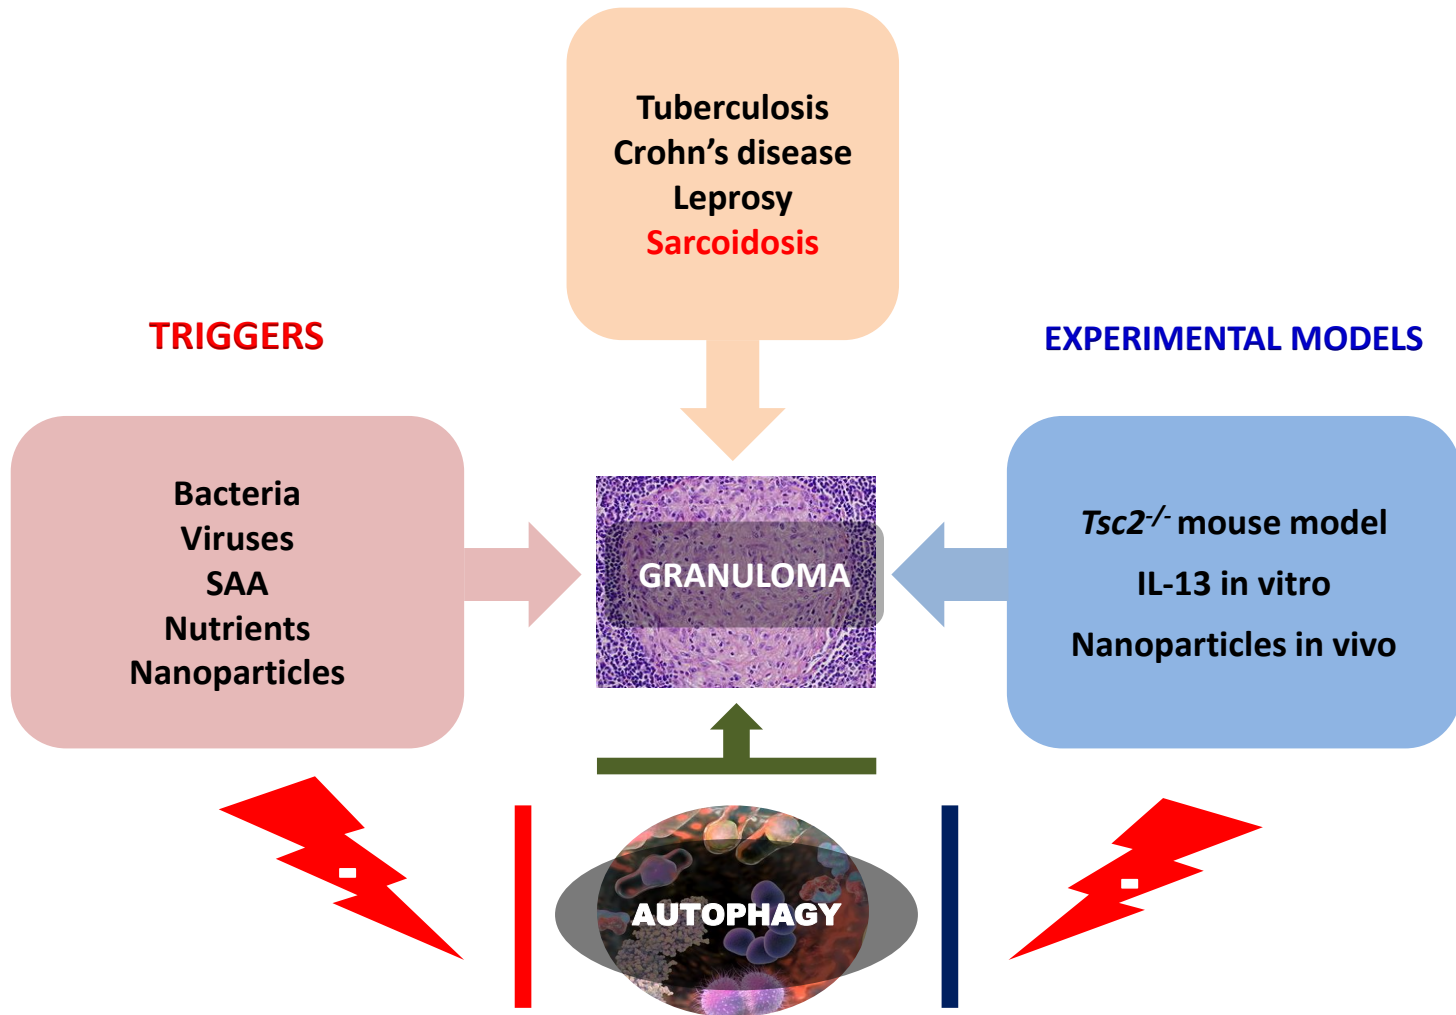 Tuberculosis
Crohn’s disease
Leprosy
Sarcoidosis
TRIGGERS
EXPERIMENTAL MODELS
Bacteria
Viruses
SAA
Nutrients
Nanoparticles
GRANULOMA
Tsc2-/- mouse model
IL-13 in vitro
Nanoparticles in vivo
-
-
AUTOPHAGY